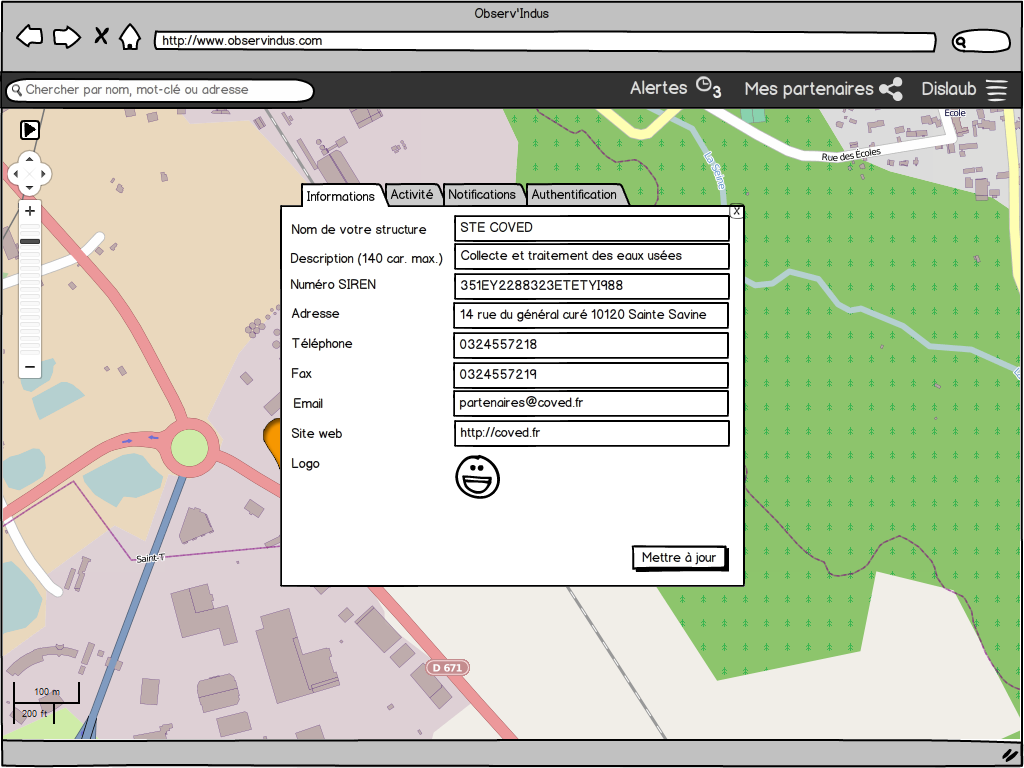 Observ'Indus
http://www.observindus.com
Chercher par nom, mot-clé ou adresse
Alertes 3 Mes partenaires Dislaub
École
Rue des Écoles
La Seine
Informations Activité Notifications Authentification
X
Nom de votre structure STE COVED
Description (140 car. max.) Collecte et traitement des eaux usées
Numéro SIREN 351EY2288323ETETYI988
Adresse 14 rue du général curé 10120 Sainte Savine
Téléphone 0324557218
Fax 0324557219
Email partenaires@coved.fr
Site web http://coved.fr
Logo
Mettre à jour
Saint-T
D 671
100 m
200 ft